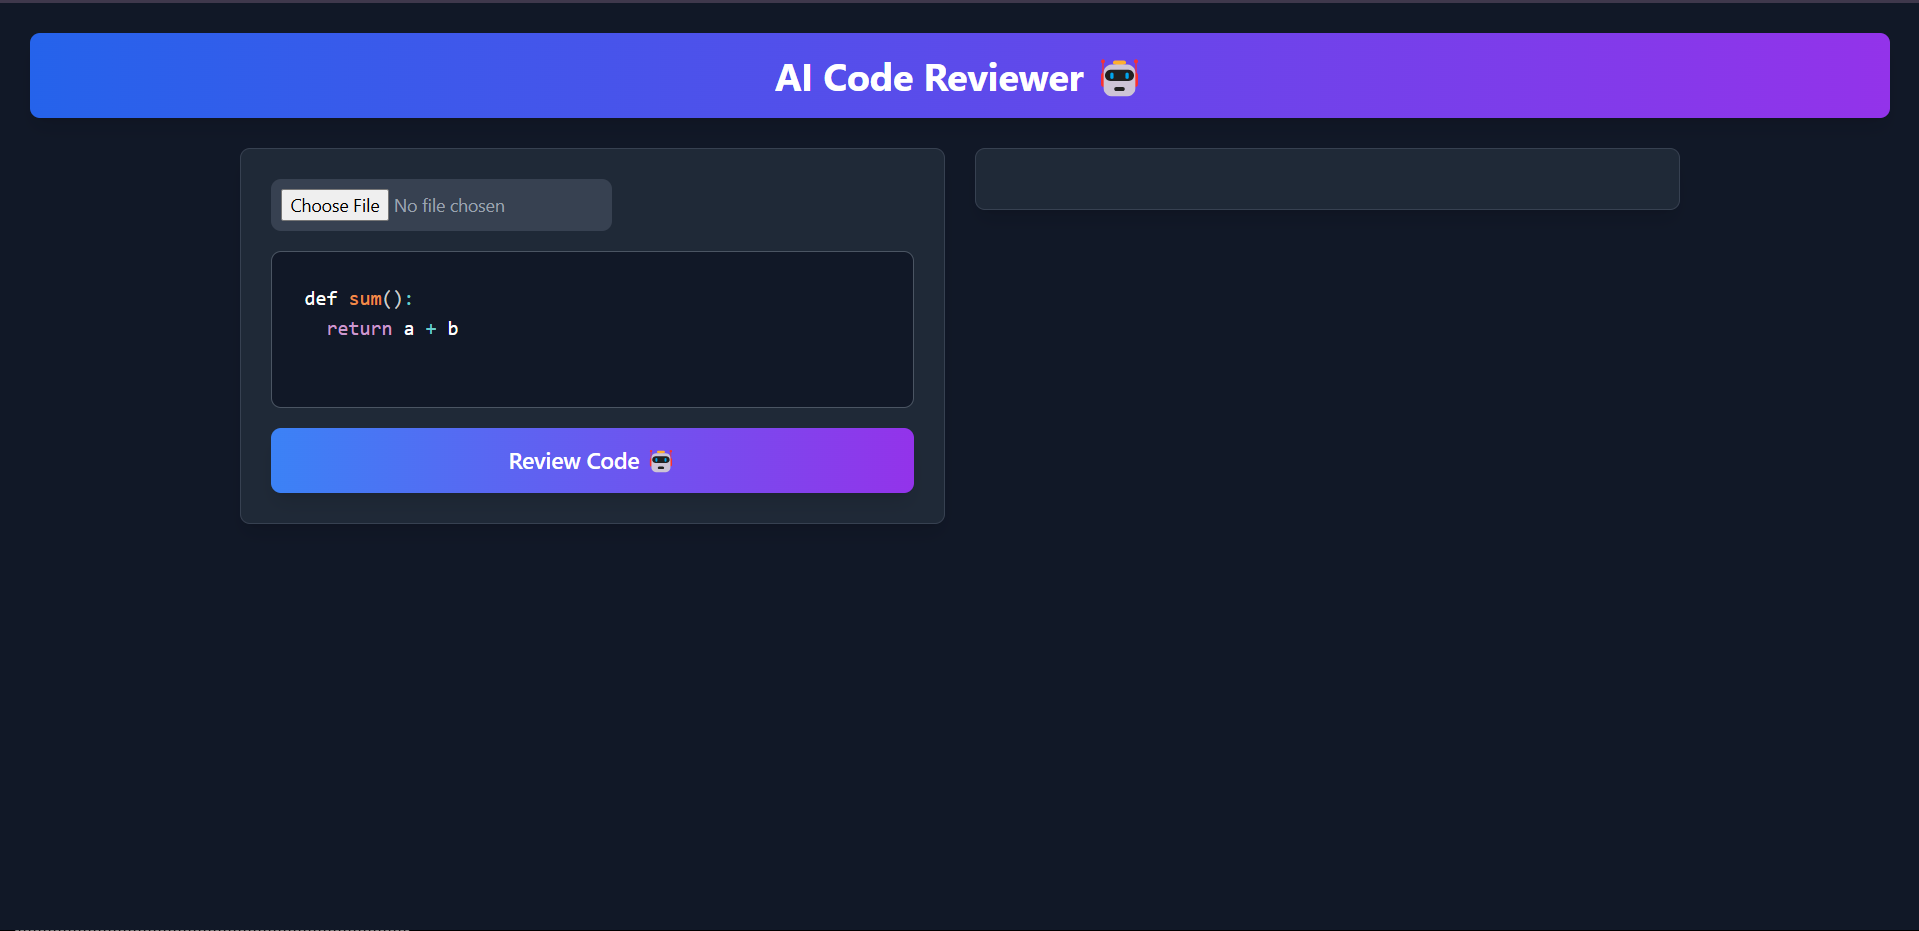 AI Code Reviewer 🤖
Choose File No file chosen
def sum():
  return a + b
Review Code 🤖